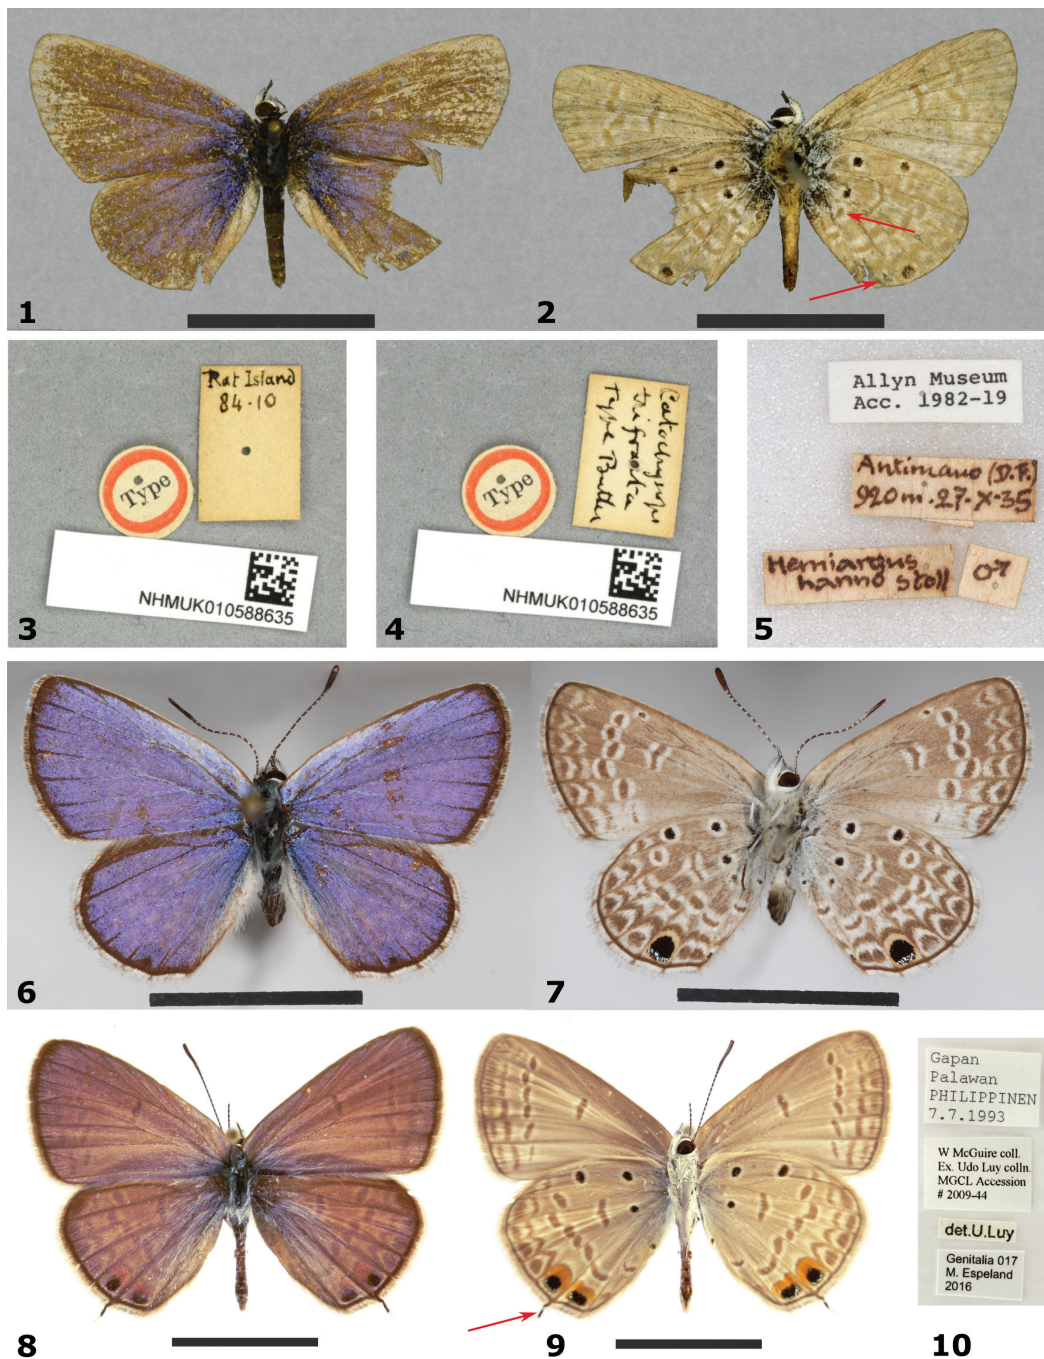 1
2
Rat Island
84·10
Type
NHMUK010588635
3
Catochrysops
trifracta
Type Butler
Type
NHMUK010588635
4
Allyn Museum
Acc. 1982-19
Antimano (D.F.)
920m.27.X-35
Hemiargus
hanno Stoll
5
6
7
8
9
Gapan
Palawan
PHILIPPINEN
7.7.1993
W McGuire coll.
Ex. Udo Luy colln.
MGCL Accession
# 2009-44
det.U.Luy
Genitalia 017
M. Espeland
2016
10